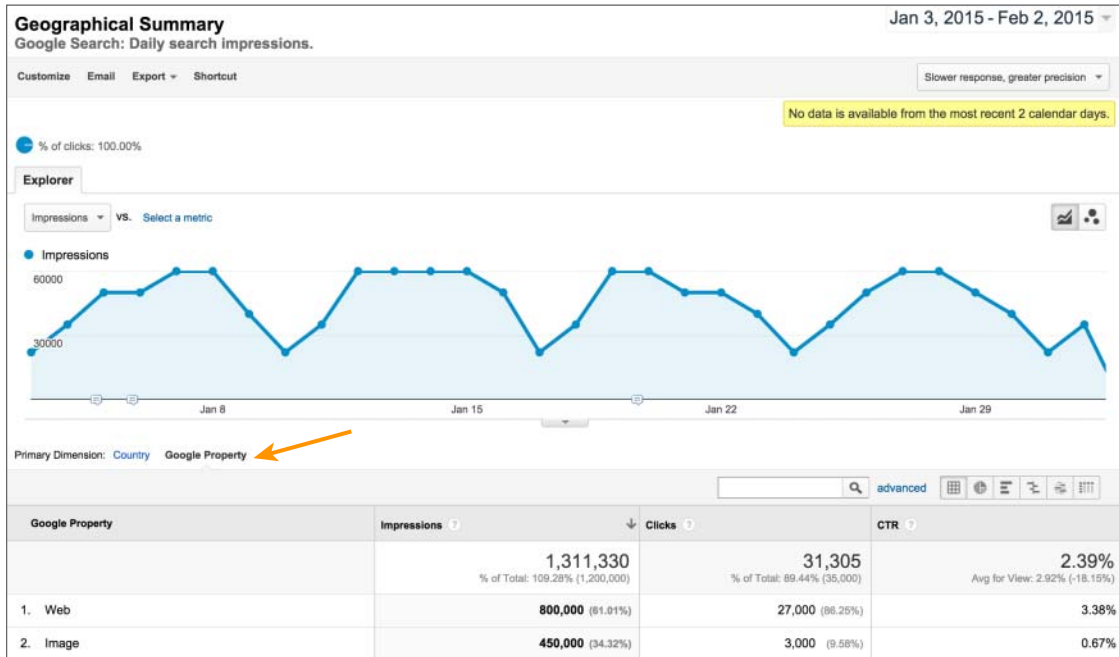 Geographical Summary
Jan 3, 2015 - Feb 2, 2015
Google Search: Daily search impressions.
Customize Email Export Shortcut
Slower response, greater precision
No data is available from the most recent 2 calendar days.
% of clicks: 100.00%
Explorer
Impressions VS. Select a metric
Impressions
60000
30000
Jan 8 Jan 15 Jan 22 Jan 29
Primary Dimension: Country Google Property
advanced
Google Property Impressions ? Clicks ? CTR ?
1,311,330 31,305 2.39%
% of Total: 109.28% (1,200,000) % of Total: 89.44% (35,000) Avg for View: 2.92% (-18.15%)
1. Web 800,000 (61.01%) 27,000 (86.25%) 3.38%
2. Image 450,000 (34.32%) 3,000 (9.58%) 0.67%